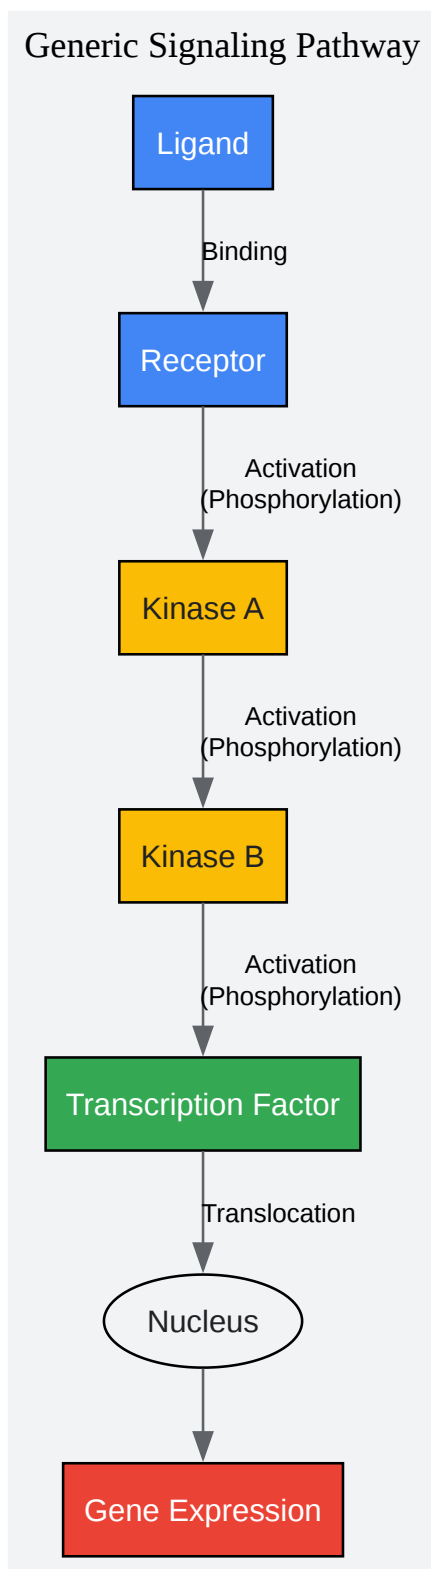 Generic Signaling Pathway
Ligand
Binding
Receptor
Activation
(Phosphorylation)
Kinase A
Activation
(Phosphorylation)
Kinase B
Activation
(Phosphorylation)
Transcription Factor
Translocation
Nucleus
Gene Expression